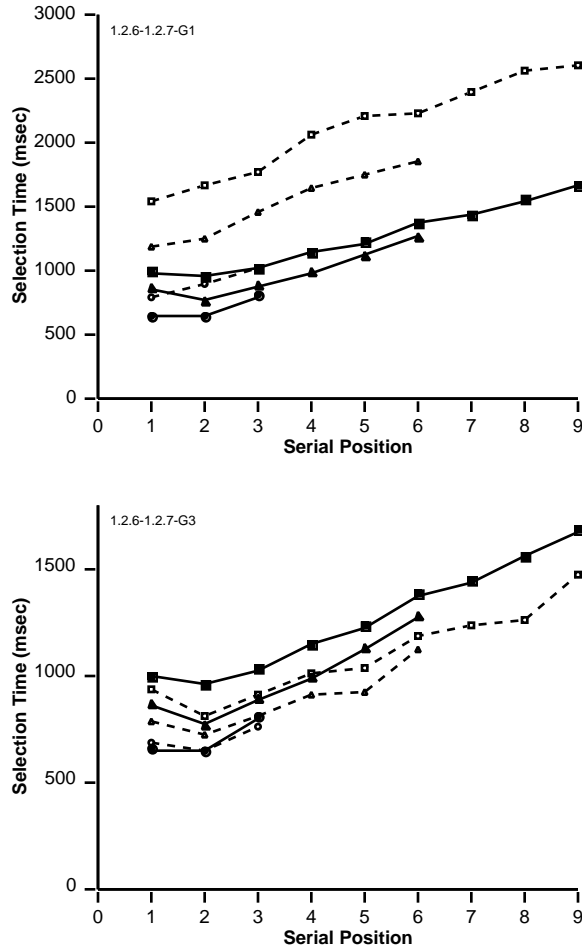 3000
1.2.6-1.2.7-G1
2500
2000
1500
1000
500
0
Selection Time (msec)
0 1 2 3 4 5 6 7 8 9
Serial Position
1.2.6-1.2.7-G3
1500
1000
500
0
Selection Time (msec)
0 1 2 3 4 5 6 7 8 9
Serial Position